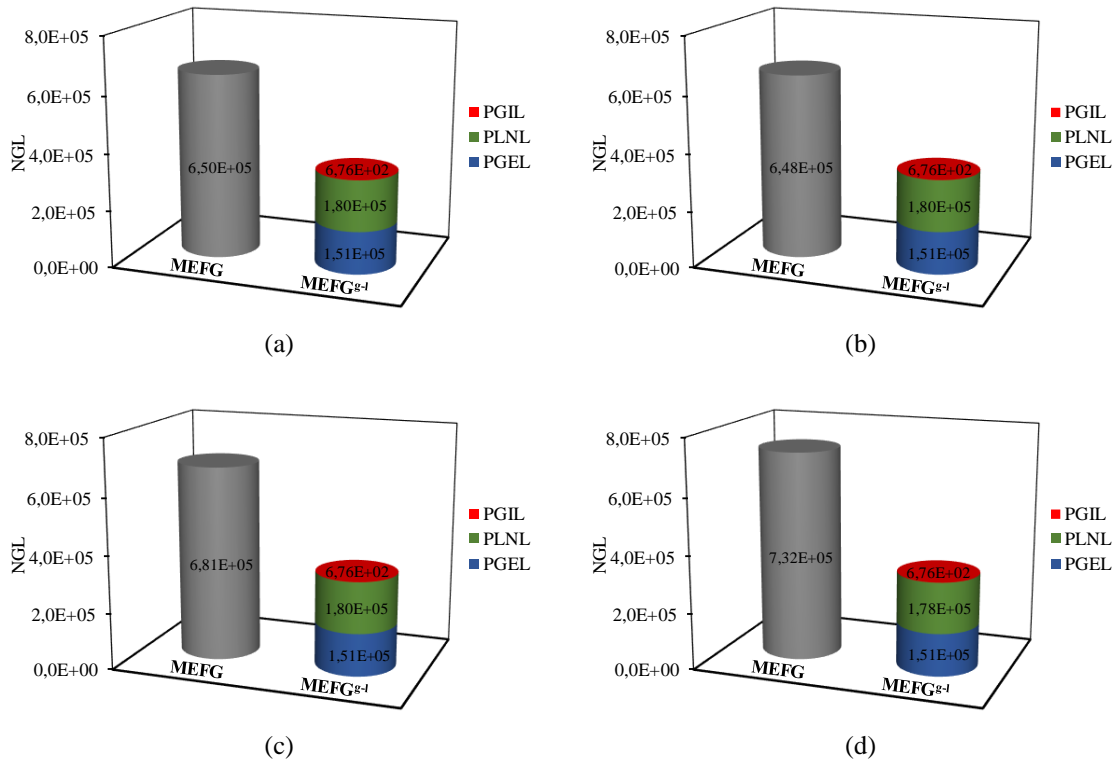 8,0E+05
6,0E+05
4,0E+05
2,0E+05
0,0E+00
NGL
6,50E+05
6,76E+02
1,80E+05
1,51E+05
MEFG
MEFGg-l
PGIL
PLNL
PGEL
(a)
8,0E+05
6,0E+05
4,0E+05
2,0E+05
0,0E+00
NGL
6,48E+05
6,76E+02
1,80E+05
1,51E+05
MEFG
MEFGg-l
PGIL
PLNL
PGEL
(b)
8,0E+05
6,0E+05
4,0E+05
2,0E+05
0,0E+00
NGL
6,81E+05
6,76E+02
1,80E+05
1,51E+05
MEFG
MEFGg-l
PGIL
PLNL
PGEL
(c)
8,0E+05
6,0E+05
4,0E+05
2,0E+05
0,0E+00
NGL
7,32E+05
6,76E+02
1,78E+05
1,51E+05
MEFG
MEFGg-l
PGIL
PLNL
PGEL
(d)